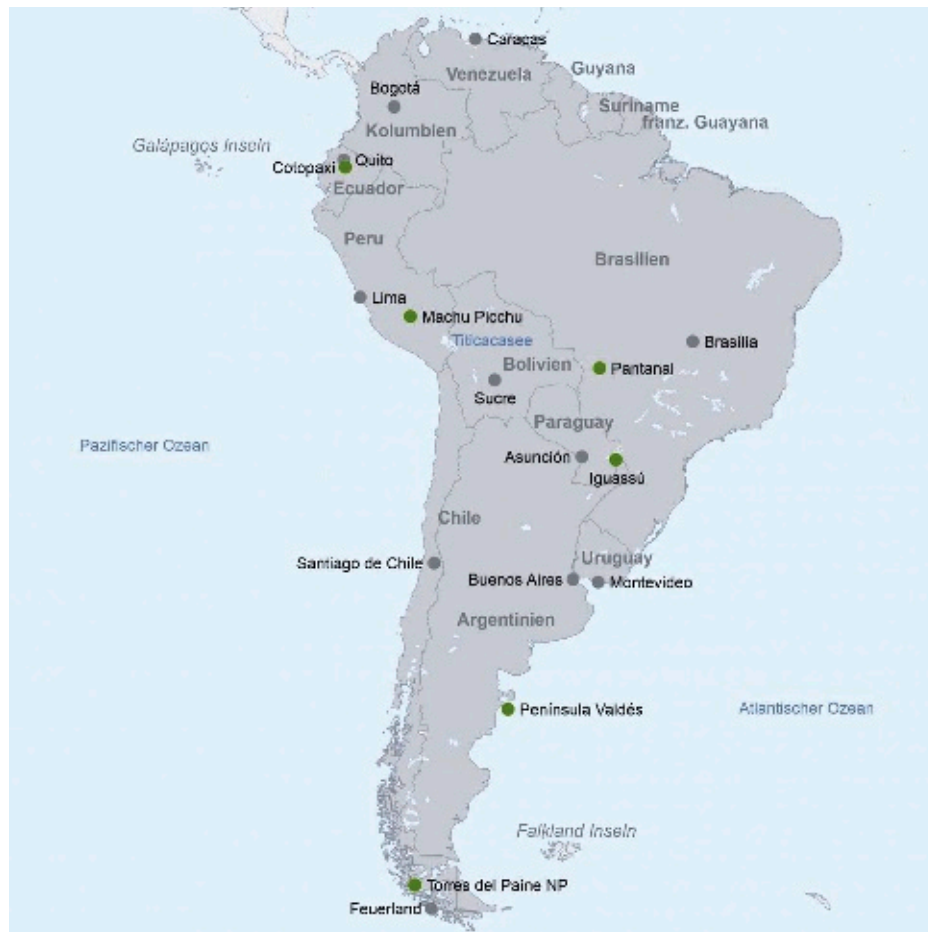 Caracas
Venezuela
Guyana
Bogotá
Suriname
Kolumbien
franz. Guayana
Galápagos Inseln
Quito
Cotopaxi
Ecuador
Peru
Brasilien
Lima
Machu Picchu
Titicacasee
Brasilia
Bolivien
Pantanal
Sucre
Paraguay
Pazifischer Ozean
Asunción
Iguassú
Chile
Santiago de Chile
Uruguay
Buenos Aires
Montevideo
Argentinien
Península Valdés
Atlantischer Ozean
Falkland Inseln
Torres del Paine NP
Feuerland